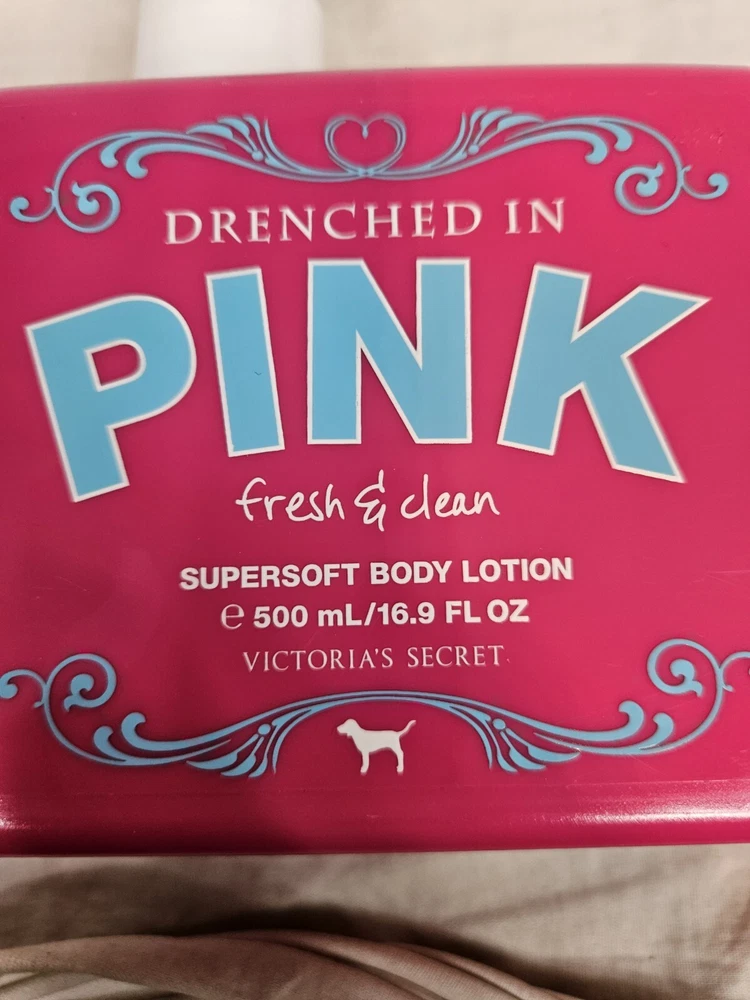 DRENCHED IN
PINK
fresh & clean
SUPERSOFT BODY LOTION
℮ 500 mL/16.9 FL OZ
VICTORIA'S SECRET